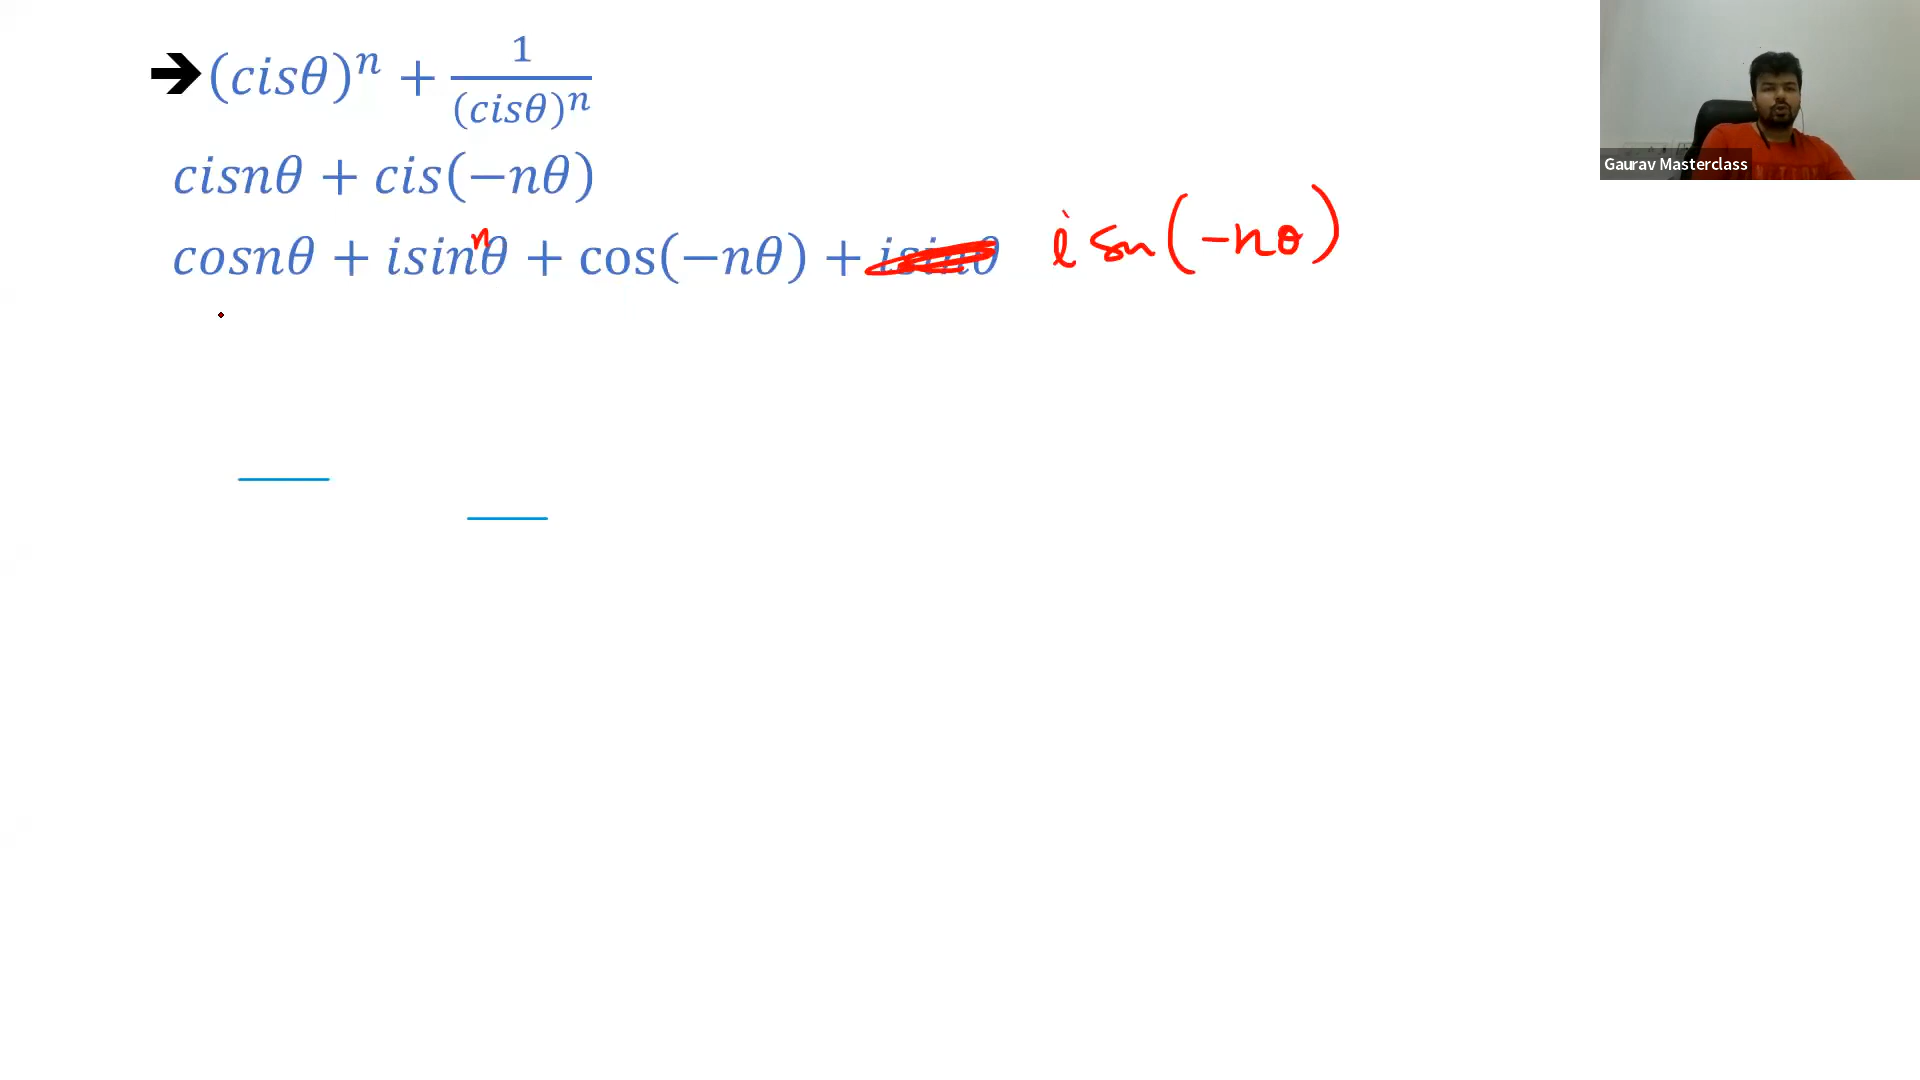 ➔(cisθ)ⁿ + 1/(cisθ)ⁿ
cisnθ + cis(−nθ)
cosnθ + isinnθ + cos(−nθ) + isinθ i sin(−nθ)
Gaurav Masterclass